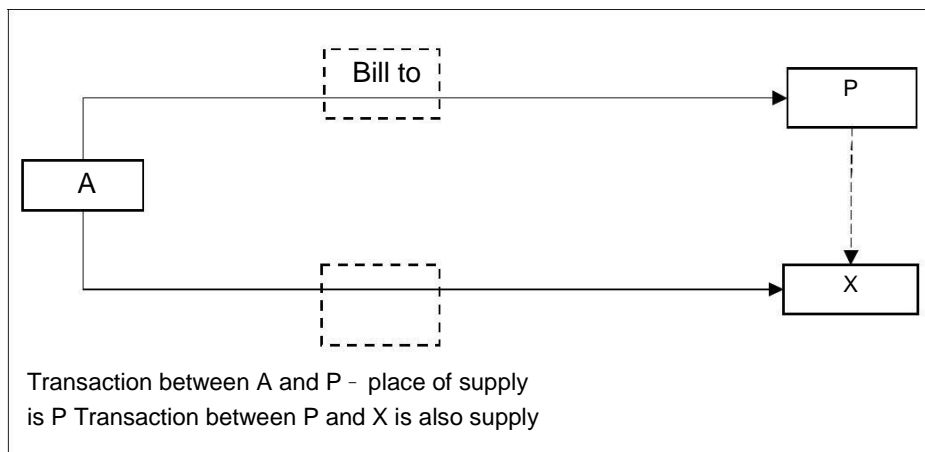 Bill to
P
A
X
Transaction between A and P - place of supply
is P Transaction between P and X is also supply